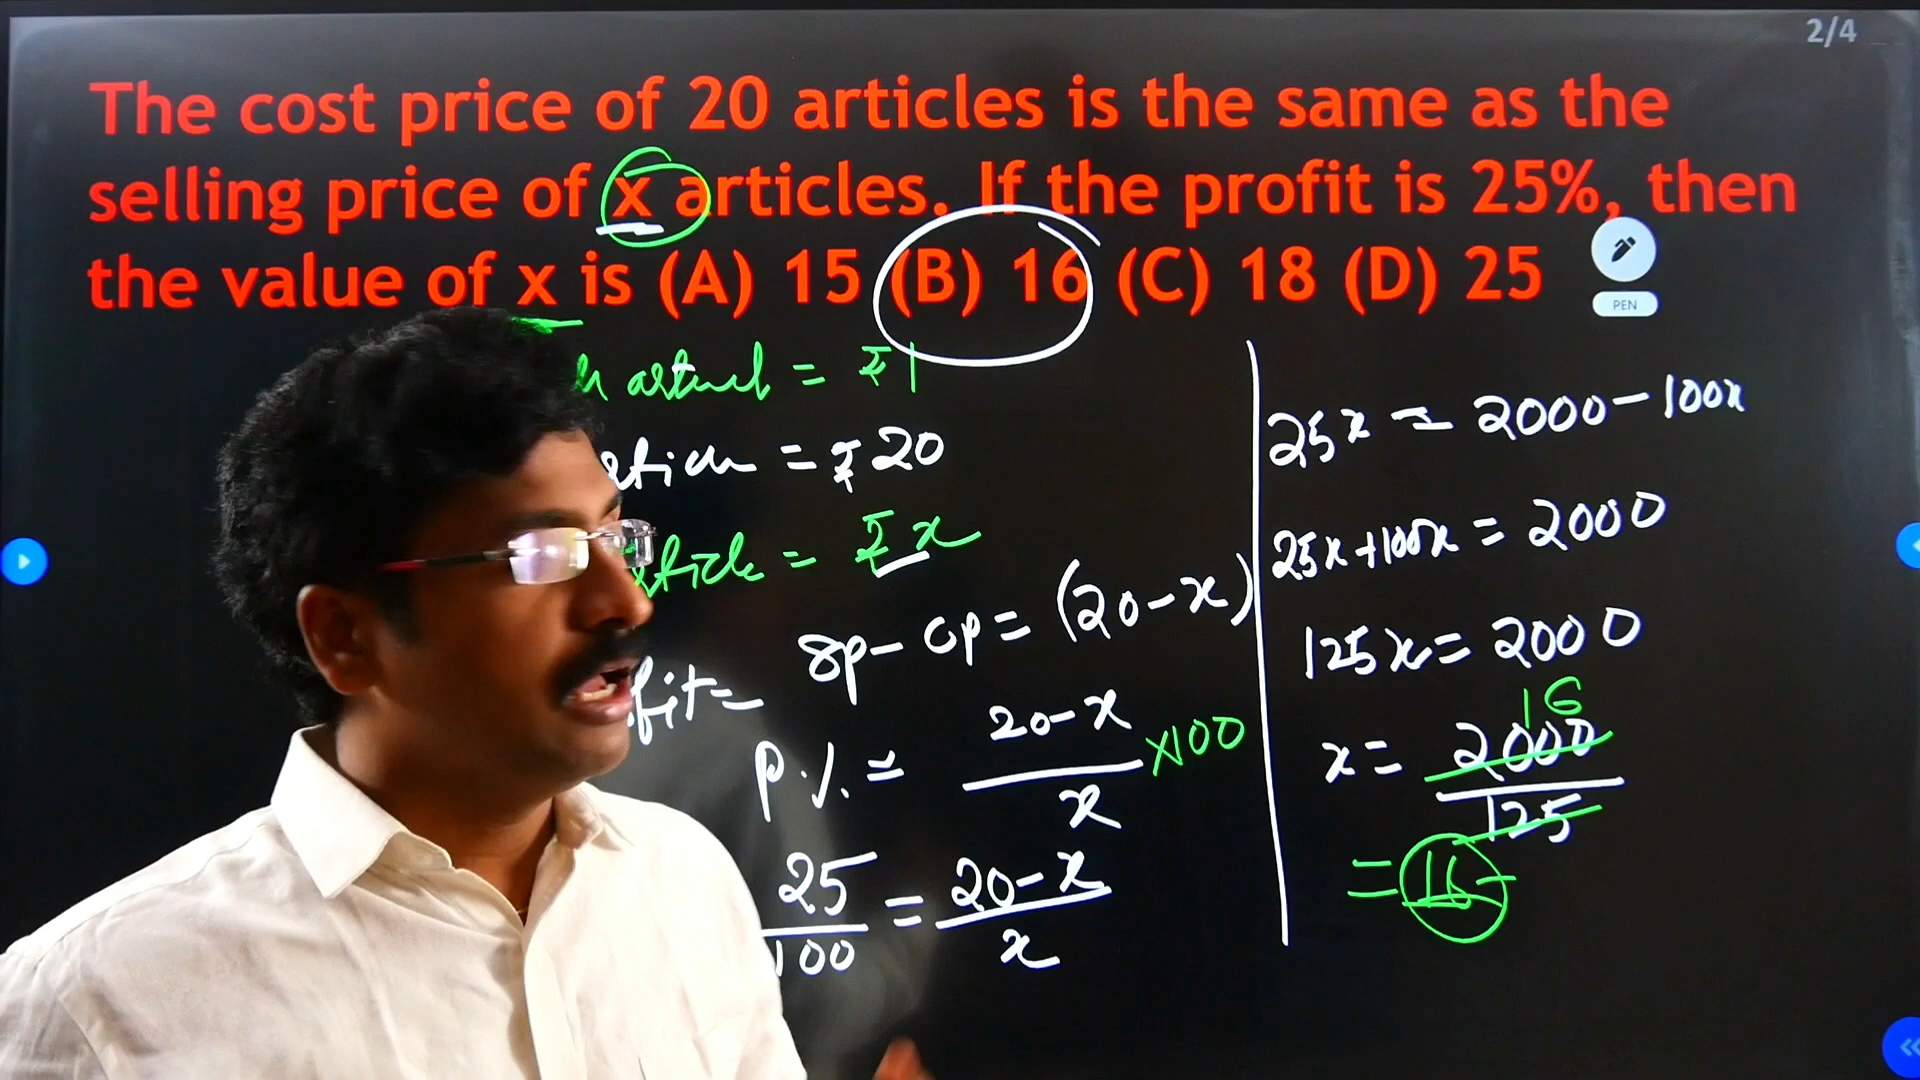 2/4
The cost price of 20 articles is the same as the
selling price of x articles. If the profit is 25%, then
the value of x is (A) 15 (B) 16 (C) 18 (D) 25
PEN
= ₹1
= ₹20
= ₹x
SP - CP = (20-x)
P.% = 20-x/x ×100
25/100 = 20-x/x
25x = 2000-100x
25x+100x = 2000
125x = 2000
16
x = 2000/125
= 16